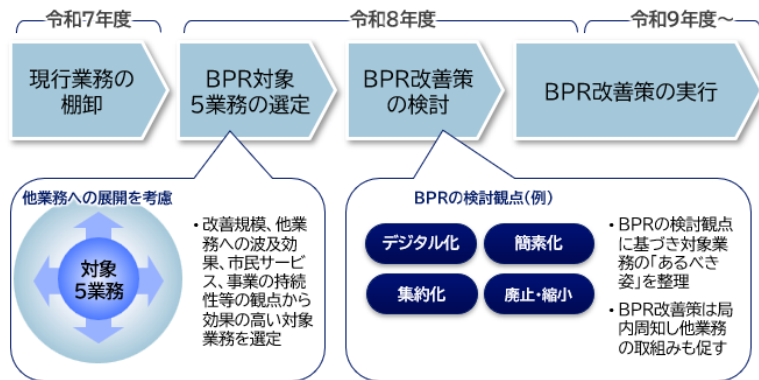 令和7年度
令和8年度
令和9年度~
現行業務の
棚卸
BPR対象
5業務の選定
BPR改善策
の検討
BPR改善策の実行
他業務への展開を考慮
対象
5業務
・改善規模、他業
務への波及効
果、市民サービ
ス、事業の持続
性等の観点から
効果の高い対象
業務を選定
BPRの検討観点(例)
デジタル化
簡素化
集約化
廃止・縮小
・BPRの検討観点
に基づき対象業
務の「あるべき
姿」を整理
・BPR改善策は局
内周知し他業務
の取組みも促す